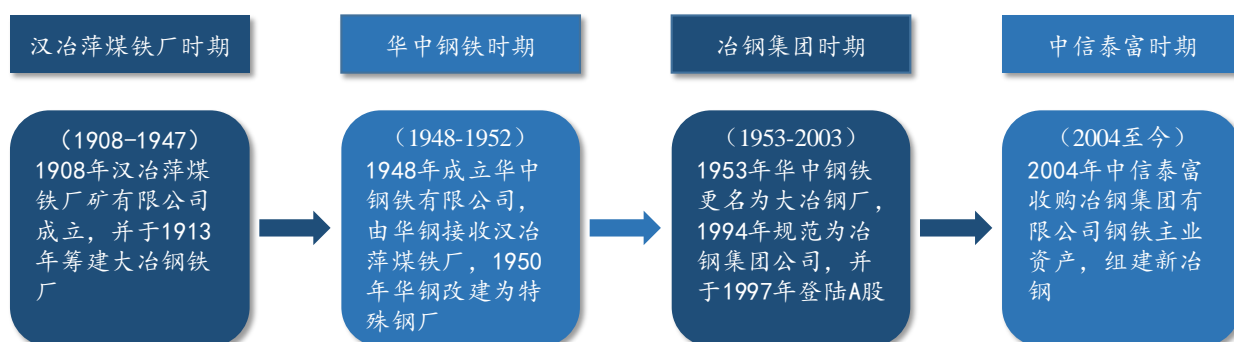 汉冶萍煤铁厂时期
华中钢铁时期
冶钢集团时期
中信泰富时期
（1908-1947）
1908年汉冶萍煤
铁厂矿有限公司
成立，并于1913
年筹建大冶钢铁
厂
（1948-1952）
1948年成立华中
钢铁有限公司，
由华钢接收汉冶
萍煤铁厂，1950
年华钢改建为特
殊钢厂
（1953-2003）
1953年华中钢铁
更名为大冶钢厂，
1994年规范为冶
钢集团公司，并
于1997年登陆A股
（2004至今）
2004年中信泰富
收购冶钢集团有
限公司钢铁主业
资产，组建新冶
钢